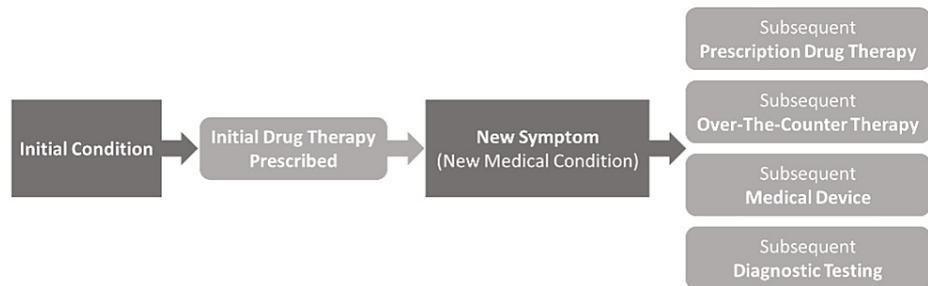 Initial Condition
Initial Drug Therapy
Prescribed
New Symptom
(New Medical Condition)
Subsequent
Prescription Drug Therapy
Subsequent
Over-The-Counter Therapy
Subsequent
Medical Device
Subsequent
Diagnostic Testing